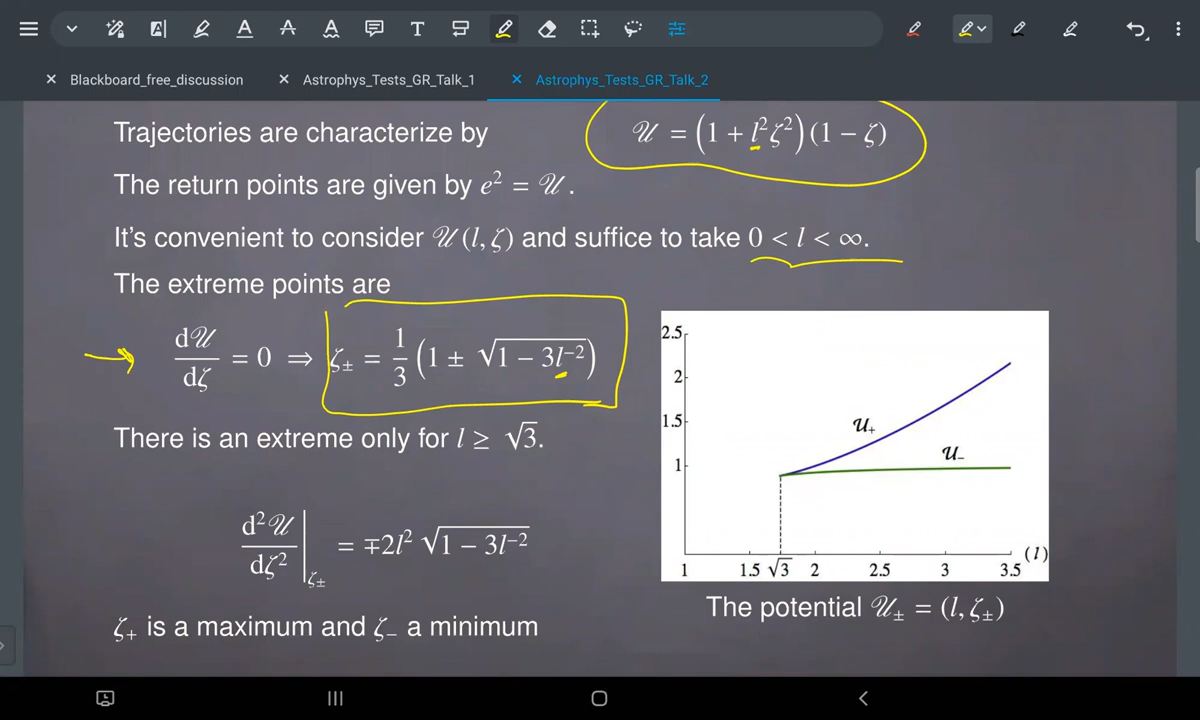 Blackboard_free_discussion
Astrophys_Tests_GR_Talk_1
Astrophys_Tests_GR_Talk_2
Trajectories are characterize by 𝒰 = (1 + l²ζ²)(1 − ζ)
The return points are given by e² = 𝒰.
It's convenient to consider 𝒰(l, ζ) and suffice to take 0 < l < ∞.
The extreme points are
d𝒰/dζ = 0 ⇒ ζ± = 1/3 (1 ± √(1 − 3l⁻²))
There is an extreme only for l ≥ √3.
d²𝒰/dζ² |ζ± = ∓2l² √(1 − 3l⁻²)
ζ₊ is a maximum and ζ₋ a minimum
2.5
2
1.5
1
𝒰₊
𝒰₋
(l)
1 1.5 √3 2 2.5 3 3.5
The potential 𝒰± = (l, ζ±)